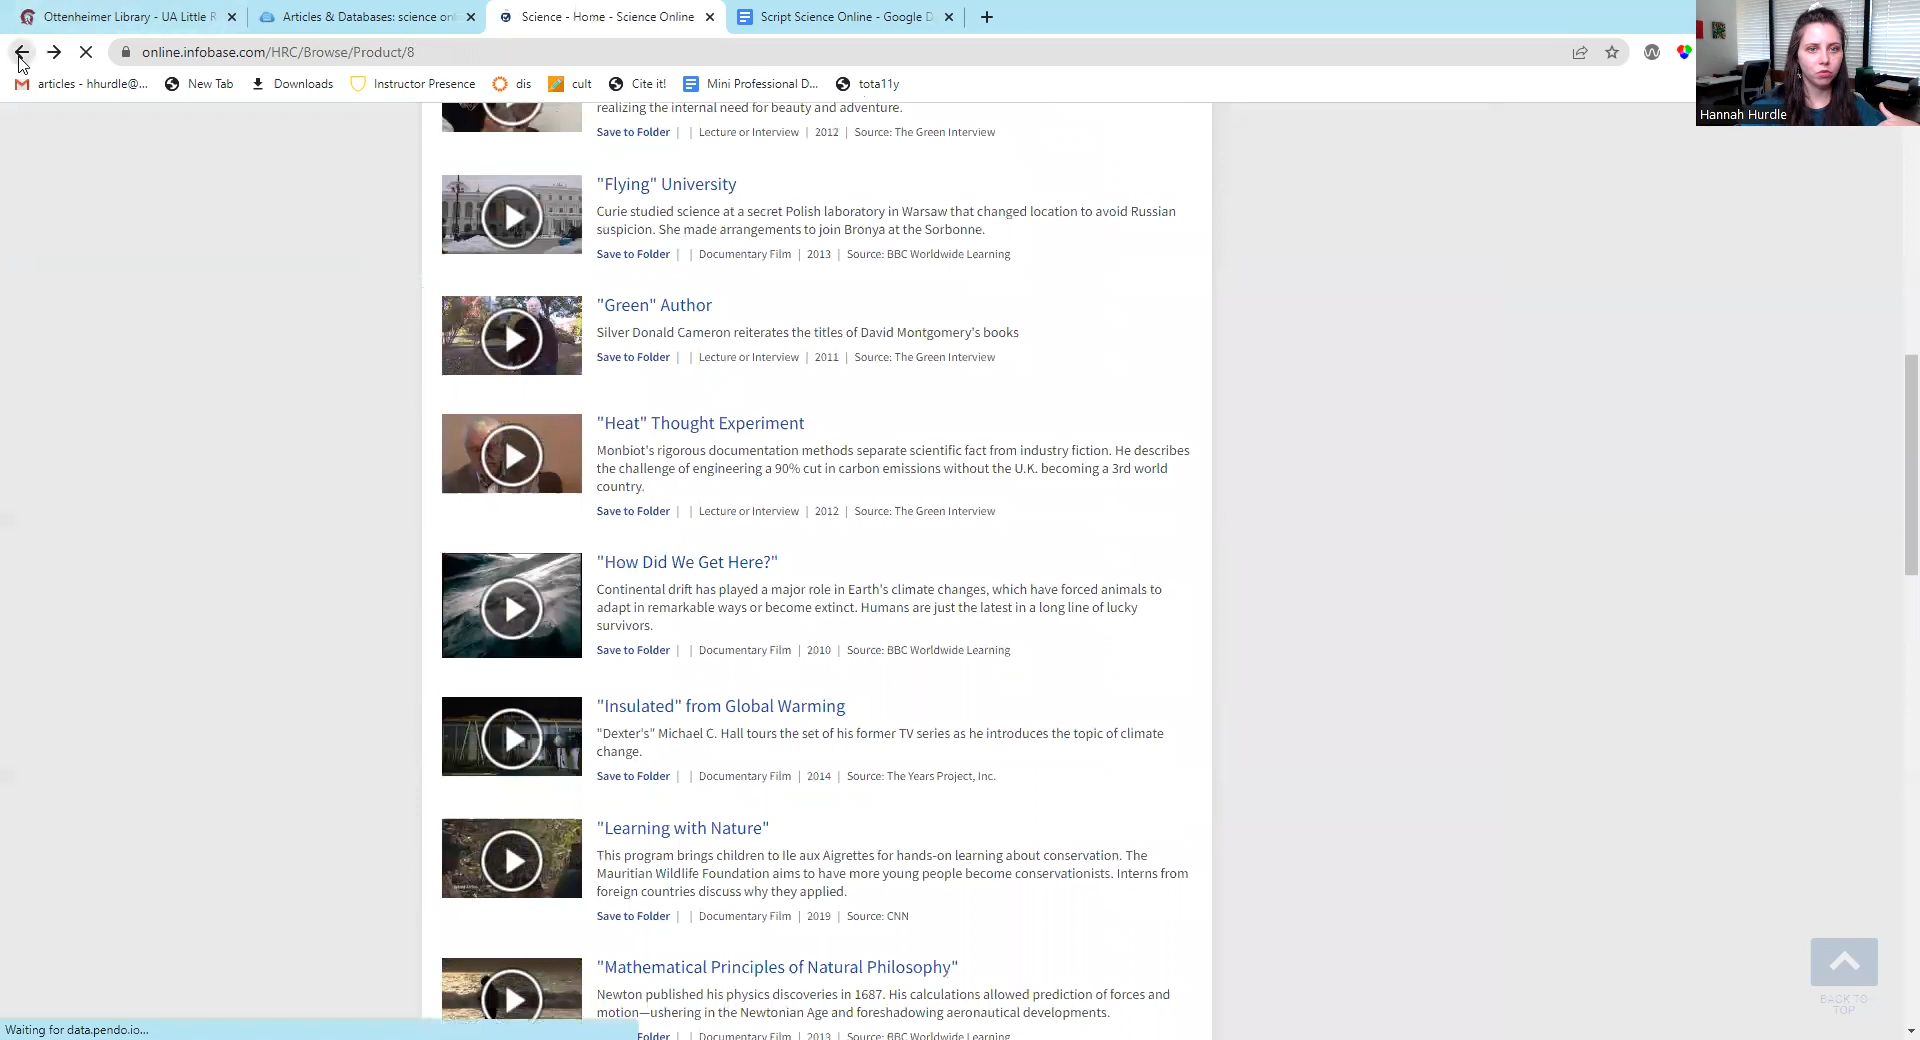 Ottenheimer Library - UA Little R
Articles & Databases: science onl
Science - Home - Science Online
Script Science Online - Google D
online.infobase.com/HRC/Browse/Product/8
articles - hhurdle@...
New Tab
Downloads
Instructor Presence
dis
cult
Cite it!
Mini Professional D...
tota11y
Hannah Hurdle
realizing the internal need for beauty and adventure.
Save to Folder | | Lecture or Interview | 2012 | Source: The Green Interview
"Flying" University
Curie studied science at a secret Polish laboratory in Warsaw that changed location to avoid Russian
suspicion. She made arrangements to join Bronya at the Sorbonne.
Save to Folder | | Documentary Film | 2013 | Source: BBC Worldwide Learning
"Green" Author
Silver Donald Cameron reiterates the titles of David Montgomery's books
Save to Folder | | Lecture or Interview | 2011 | Source: The Green Interview
"Heat" Thought Experiment
Monbiot's rigorous documentation methods separate scientific fact from industry fiction. He describes
the challenge of engineering a 90% cut in carbon emissions without the U.K. becoming a 3rd world
country.
Save to Folder | | Lecture or Interview | 2012 | Source: The Green Interview
"How Did We Get Here?"
Continental drift has played a major role in Earth's climate changes, which have forced animals to
adapt in remarkable ways or become extinct. Humans are just the latest in a long line of lucky
survivors.
Save to Folder | | Documentary Film | 2010 | Source: BBC Worldwide Learning
"Insulated" from Global Warming
"Dexter's" Michael C. Hall tours the set of his former TV series as he introduces the topic of climate
change.
Save to Folder | | Documentary Film | 2014 | Source: The Years Project, Inc.
"Learning with Nature"
This program brings children to Ile aux Aigrettes for hands-on learning about conservation. The
Mauritian Wildlife Foundation aims to have more young people become conservationists. Interns from
foreign countries discuss why they applied.
Save to Folder | | Documentary Film | 2019 | Source: CNN
"Mathematical Principles of Natural Philosophy"
Newton published his physics discoveries in 1687. His calculations allowed prediction of forces and
motion—ushering in the Newtonian Age and foreshadowing aeronautical developments.
Folder | | Documentary Film | 2013 | Source: BBC Worldwide Learning
BACK TO
TOP
Waiting for data.pendo.io...